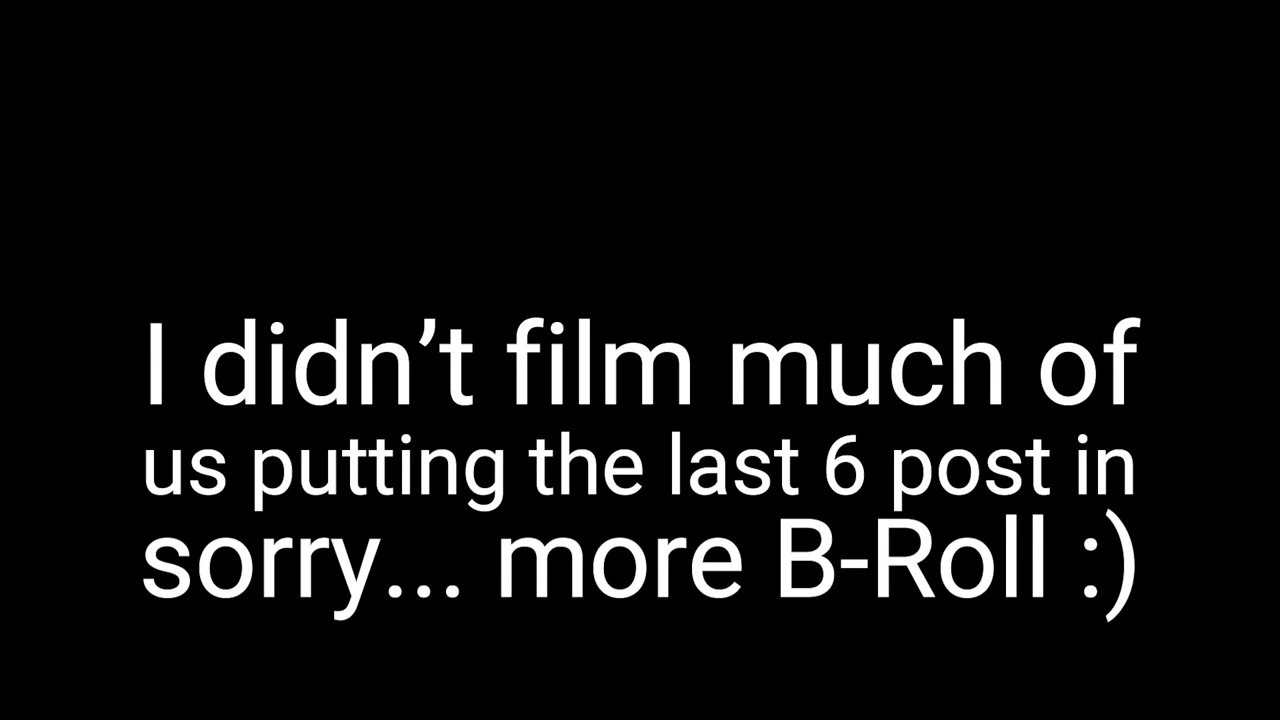 I didn’t film much of
us putting the last 6 post in
sorry... more B-Roll :)